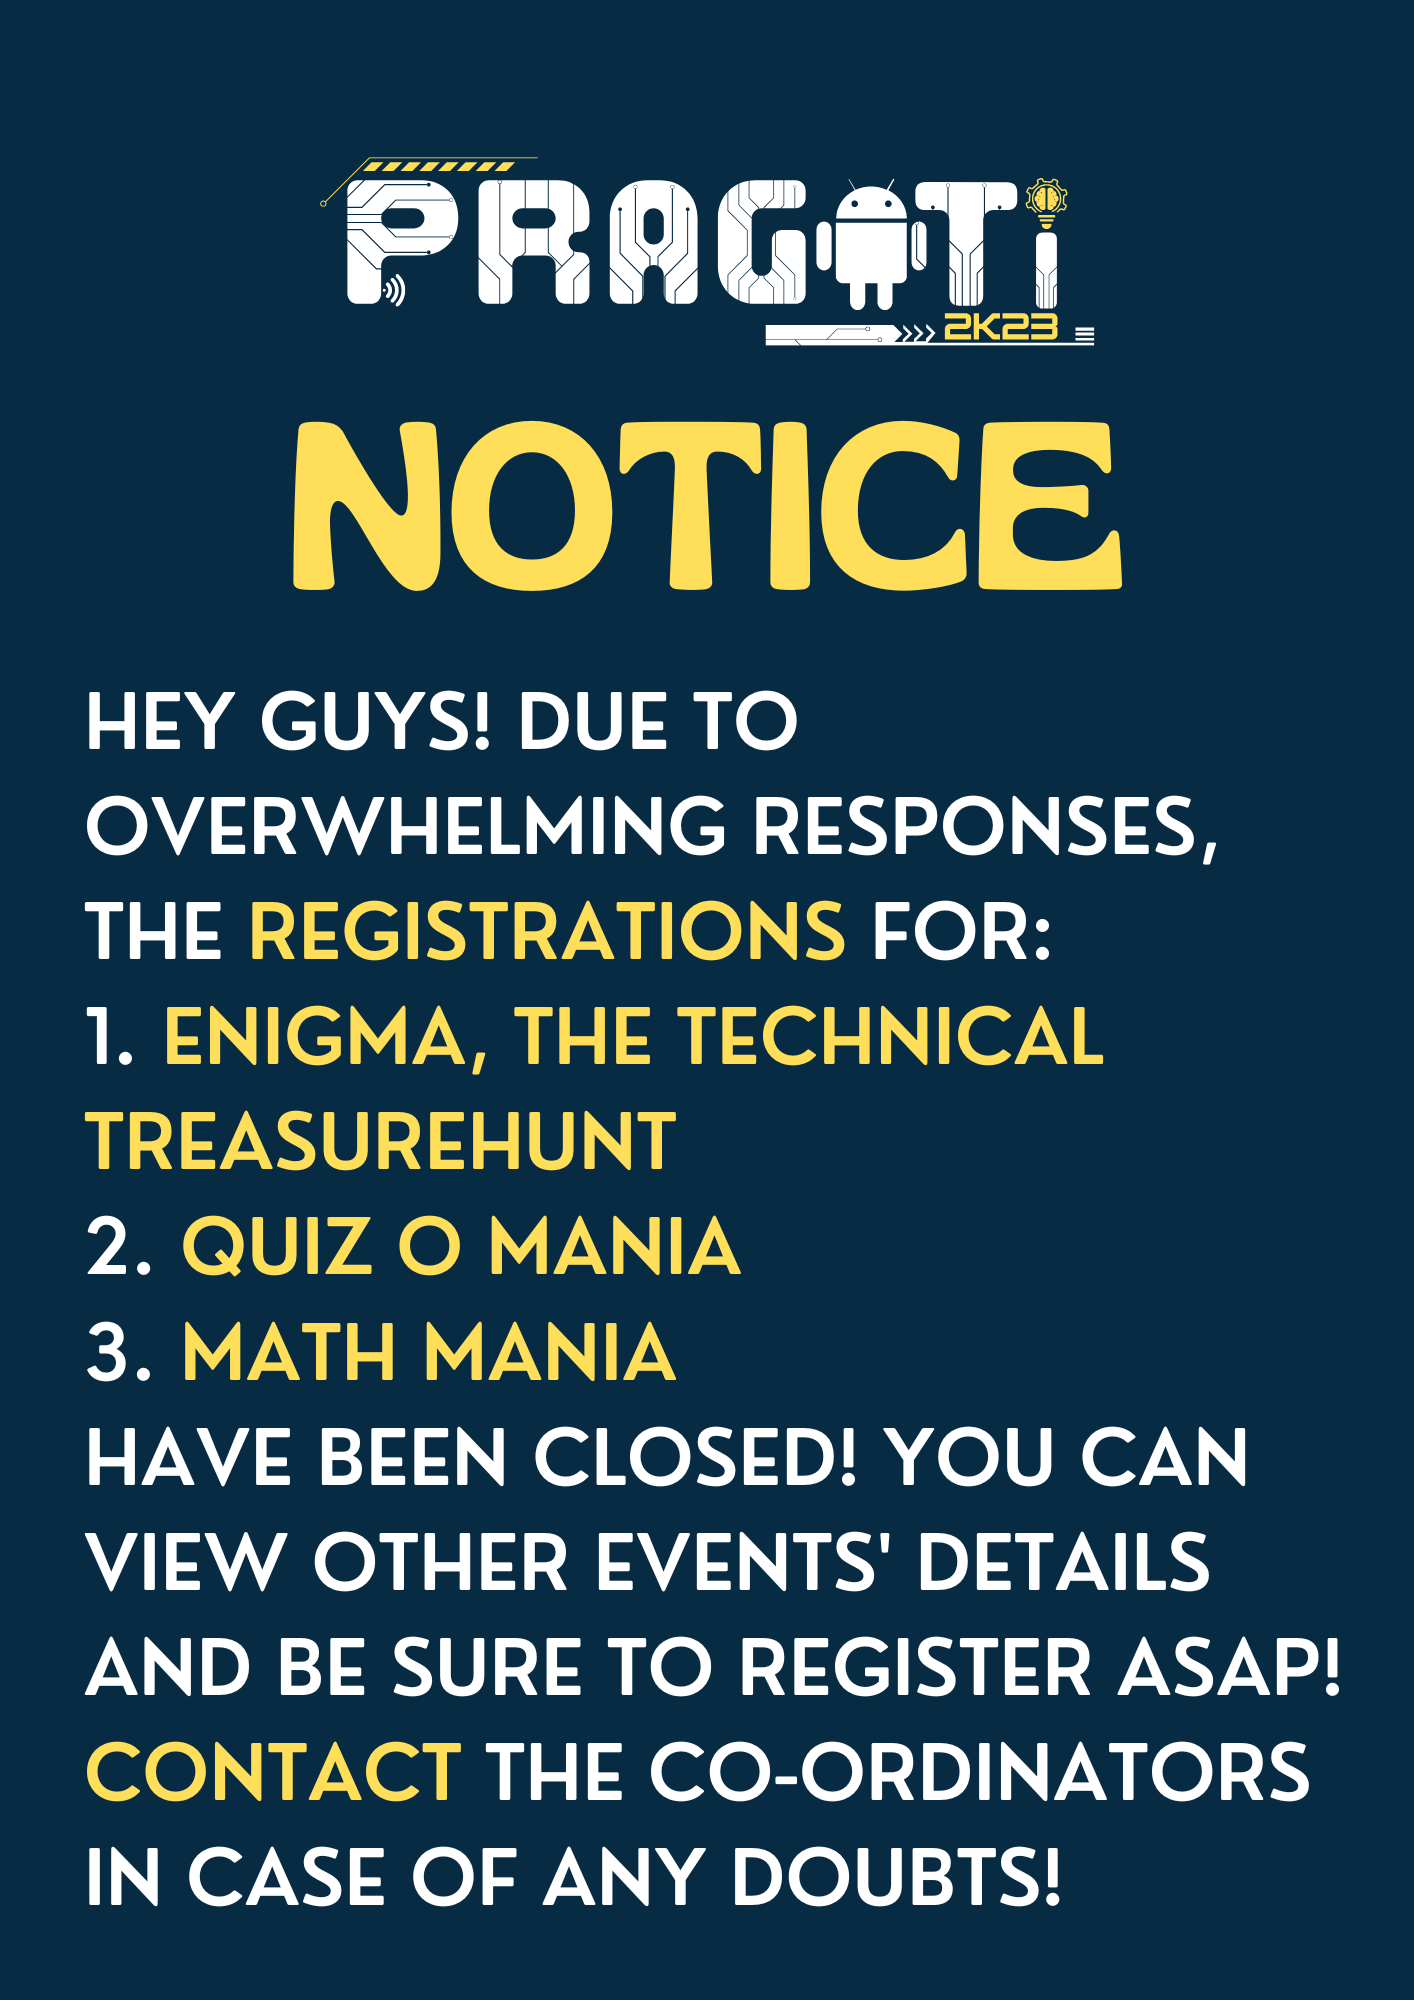 PRAGATI
2K23
NOTICE
HEY GUYS! DUE TO
OVERWHELMING RESPONSES,
THE REGISTRATIONS FOR:
1. ENIGMA, THE TECHNICAL
TREASUREHUNT
2. QUIZ O MANIA
3. MATH MANIA
HAVE BEEN CLOSED! YOU CAN
VIEW OTHER EVENTS' DETAILS
AND BE SURE TO REGISTER ASAP!
CONTACT THE CO-ORDINATORS
IN CASE OF ANY DOUBTS!